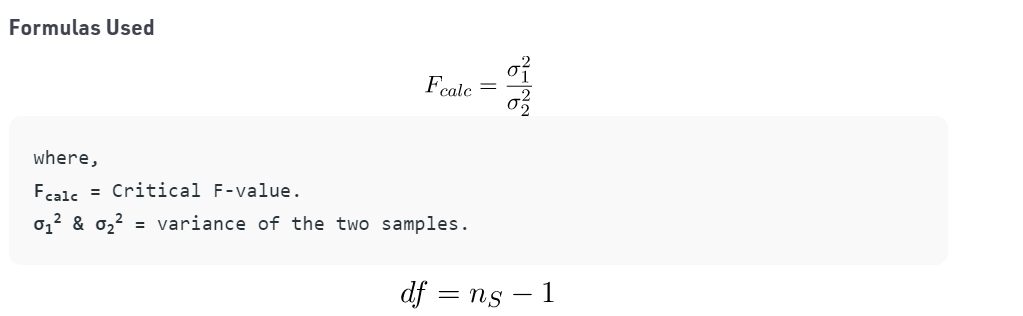 Formulas Used
F_calc = σ₁² / σ₂²
where,
F_calc = Critical F-value.
σ₁² & σ₂² = variance of the two samples.
df = n_S − 1